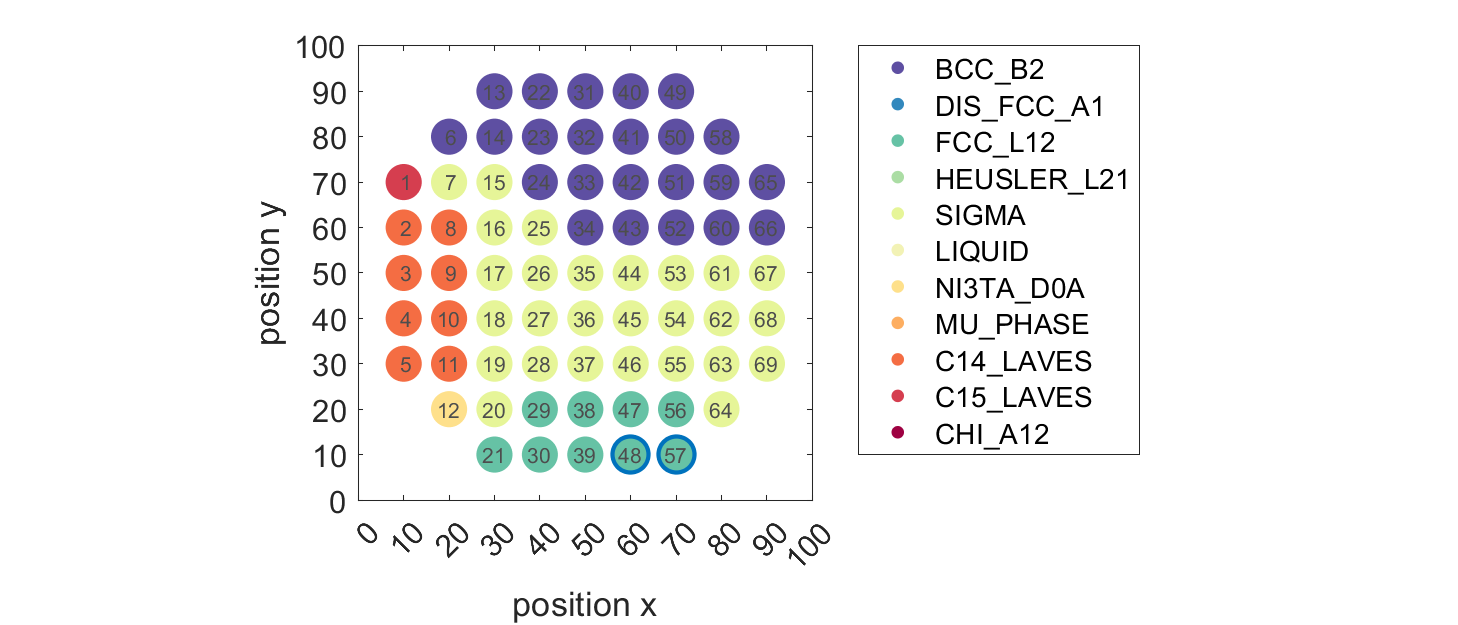 100
90
80
70
60
50
40
30
20
10
0
position y
13 22 31 40 49
6 14 23 32 41 50 58
1 7 15 24 33 42 51 59 65
2 8 16 25 34 43 52 60 66
3 9 17 26 35 44 53 61 67
4 10 18 27 36 45 54 62 68
5 11 19 28 37 46 55 63 69
12 20 29 38 47 56 64
21 30 39 48 57
0 10 20 30 40 50 60 70 80 90 100
position x
BCC_B2
DIS_FCC_A1
FCC_L12
HEUSLER_L21
SIGMA
LIQUID
NI3TA_D0A
MU_PHASE
C14_LAVES
C15_LAVES
CHI_A12